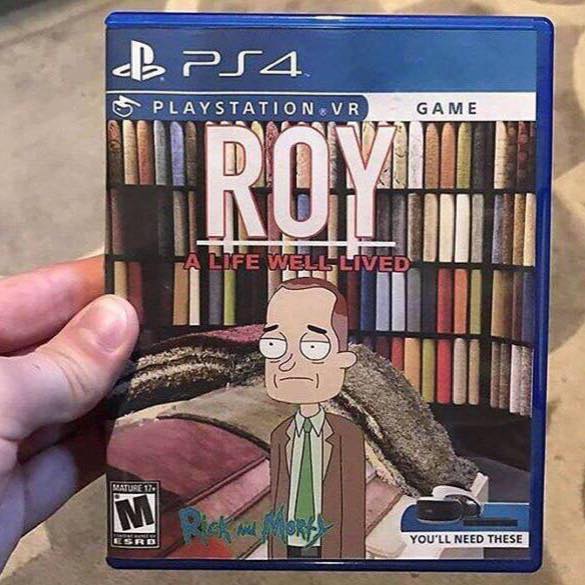 PS4
PLAYSTATION®VR GAME
ROY
A LIFE WELL LIVED
MATURE 17+
M
ESRB
Rick and Morty
YOU'LL NEED THESE